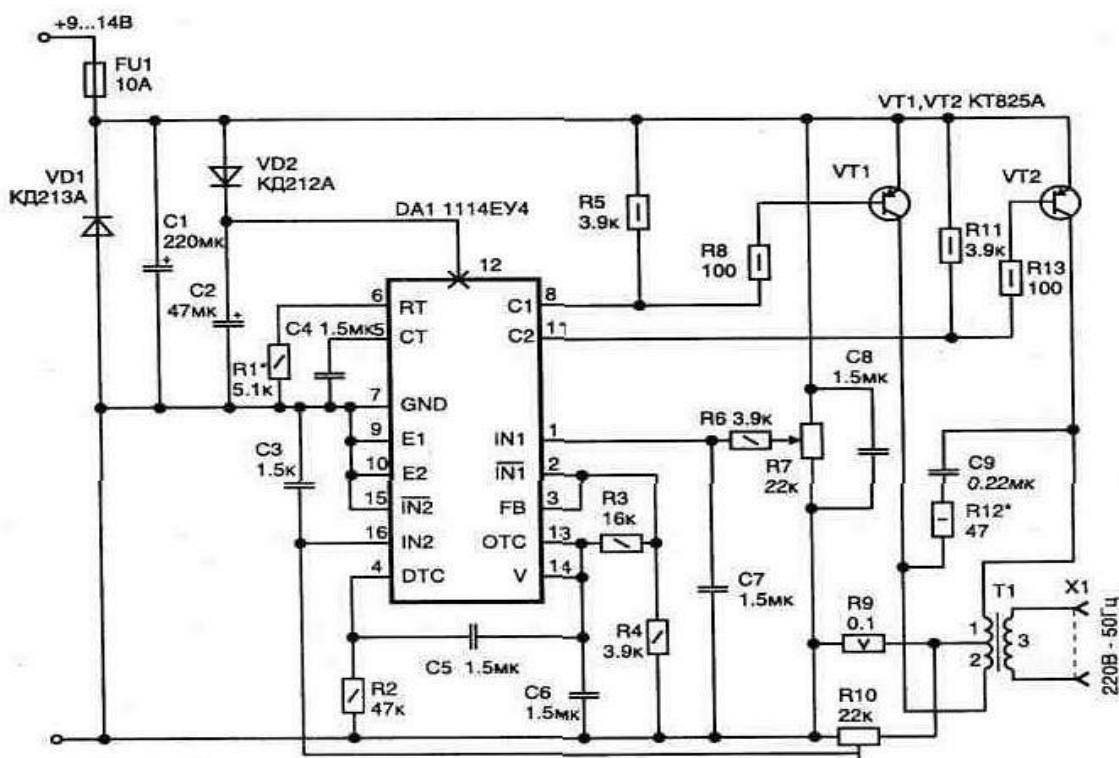 +9...14В
FU1
10А
VT1,VT2 КТ825А
VD1
КД213А
VD2
КД212А
VT1
VT2
DA1 1114ЕУ4
C1
220мк
+
R5
3.9к
R8
100
R11
3.9к
R13
100
12
C2
47мк
+
6
RT
C1
8
C4 1.5мк
5
CT
C2
11
R1*
5.1к
C8
1.5мк
7
GND
9
E1
IN1
1
R6 3.9к
C3
1.5к
10
E2
IN1
2
R7
22к
C9
0.22мк
15
IN2
FB
3
R3
16к
R12*
47
16
IN2
OTC
13
4
DTC
V
14
C7
1.5мк
R9
0.1
T1
X1
1
2
3
220В - 50Гц
C5 1.5мк
R4
3.9к
R2
47к
C6
1.5мк
R10
22к